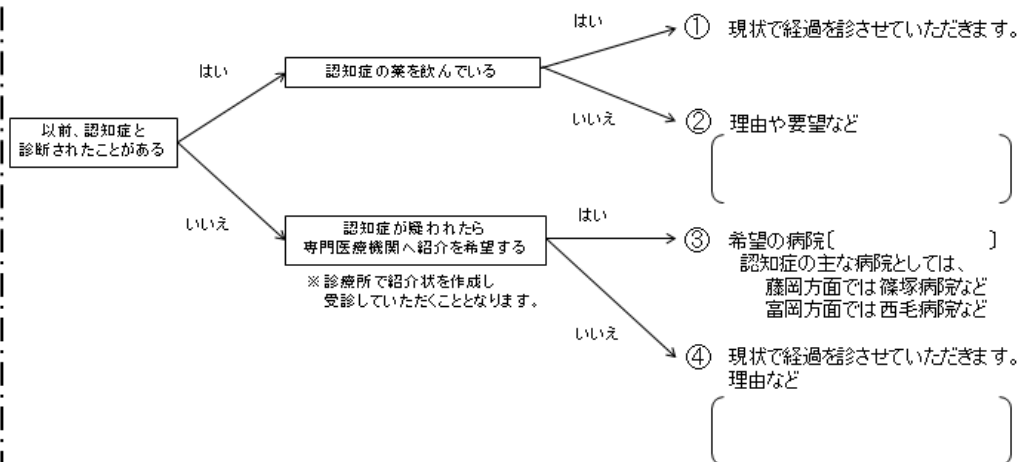 以前、認知症と
診断されたことがある
はい
認知症の薬を飲んでいる
はい
① 現状で経過を診させていただきます。
いいえ
② 理由や要望など
いいえ
認知症が疑われたら
専門医療機関へ紹介を希望する
※診療所で紹介状を作成し
受診していただくこととなります。
はい
③ 希望の病院[ ]
認知症の主な病院としては、
藤岡方面では篠塚病院など
富岡方面では西毛病院など
いいえ
④ 現状で経過を診させていただきます。
理由など